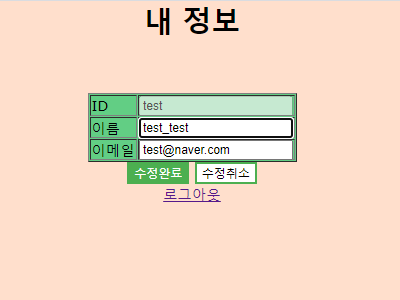 내 정보
ID test
이름 test_test
이메일 test@naver.com
수정완료 수정취소
로그아웃